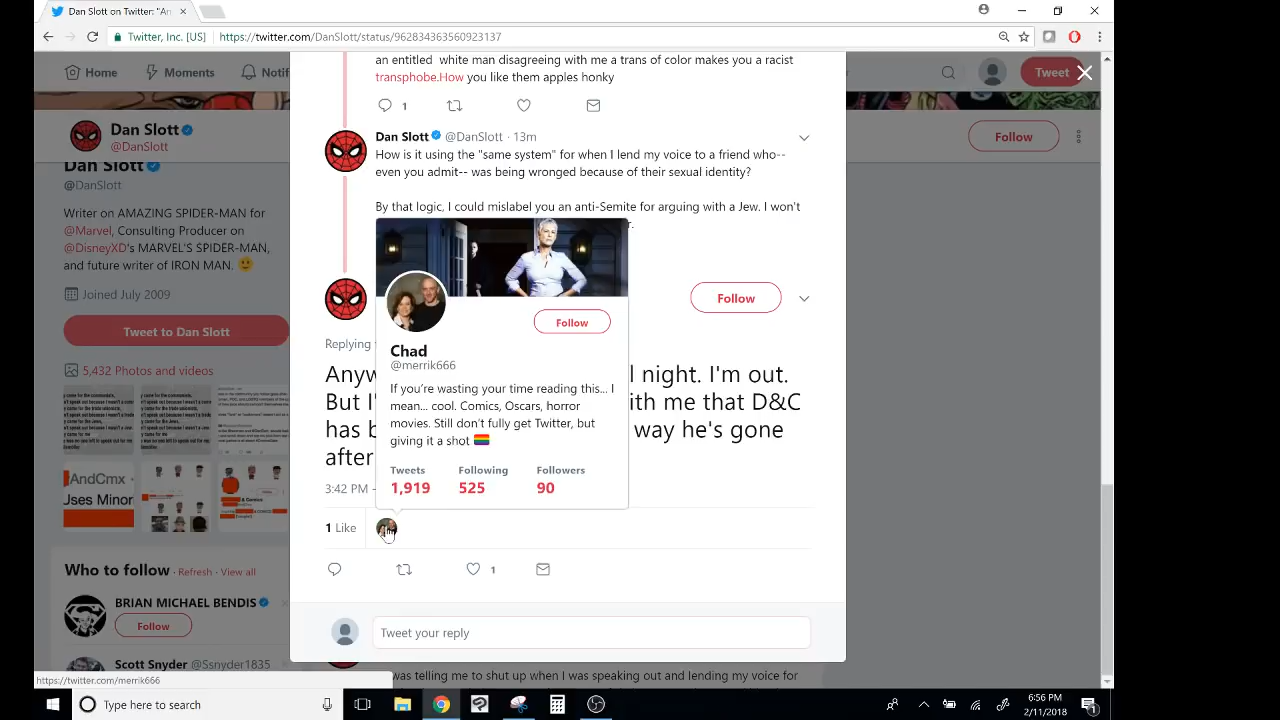 Dan Slott on Twitter: "An
Twitter, Inc. [US]
https://twitter.com/DanSlott/status/962834363560923137
Home
Moments
Notif
Tweet
an entitled white man disagreeing with me a trans of color makes you a racist
transphobe.How you like them apples honky
1
Dan Slott
@DanSlott
Follow
Dan Slott
@DanSlott
Writer on AMAZING SPIDER-MAN for
@Marvel, Consulting Producer on
@DisneyXD's MARVEL'S SPIDER-MAN,
and future writer of IRON MAN. 🙂
Joined July 2009
Tweet to Dan Slott
5,432 Photos and videos
AndCmx
Uses Minor
Who to follow · Refresh · View all
BRIAN MICHAEL BENDIS
Follow
Scott Snyder @Ssnyder1835
Dan Slott @DanSlott · 13m
How is it using the "same system" for when I lend my voice to a friend who--
even you admit-- was being wronged because of their sexual identity?
By that logic, I could mislabel you an anti-Semite for arguing with a Jew. I won't
r.
Follow
Replying
Anyw
l night. I'm out.
But I'
ith me that D&C
has b
way he's gone
after
3:42 PM -
Follow
Chad
@merrik666
If you're wasting your time reading this... I
mean... cool. Comics, Oscars, horror
movies. Still don't fully get Twitter, but
giving it a shot 🏳️‍🌈
Tweets
Following
Followers
1,919
525
90
1 Like
1
Tweet your reply
was telling me to shut up when I was speaking out and lending my voice for
https://twitter.com/merrik666
Type here to search
6:56 PM
2/11/2018
1